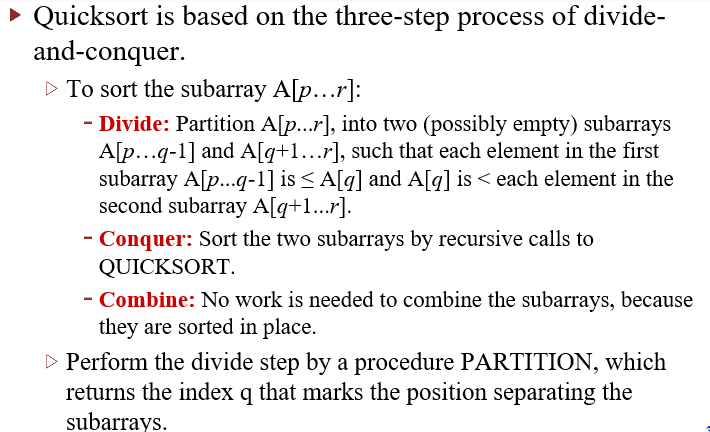 Quicksort is based on the three-step process of divide-
and-conquer.
To sort the subarray A[p…r]:
- Divide: Partition A[p...r], into two (possibly empty) subarrays
A[p…q-1] and A[q+1…r], such that each element in the first
subarray A[p...q-1] is ≤ A[q] and A[q] is < each element in the
second subarray A[q+1...r].
- Conquer: Sort the two subarrays by recursive calls to
QUICKSORT.
- Combine: No work is needed to combine the subarrays, because
they are sorted in place.
Perform the divide step by a procedure PARTITION, which
returns the index q that marks the position separating the
subarrays.